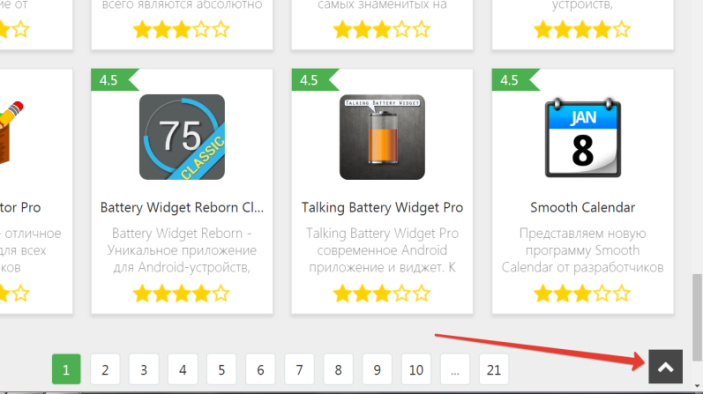 ие от
всего являются абсолютно
самых знаменитых на
устройств,
4.5
4.5
4.5
75
CLASSIC
TALKING BATTERY WIDGET
JAN
8
tor Pro
Battery Widget Reborn Cl...
Talking Battery Widget Pro
Smooth Calendar
отличное
для всех
ков
Battery Widget Reborn -
Уникальное приложение
для Android-устройств,
Talking Battery Widget Pro
современное Android
приложение и виджет. К
Представляем новую
программу Smooth
Calendar от разработчиков
1 2 3 4 5 6 7 8 9 10 ... 21